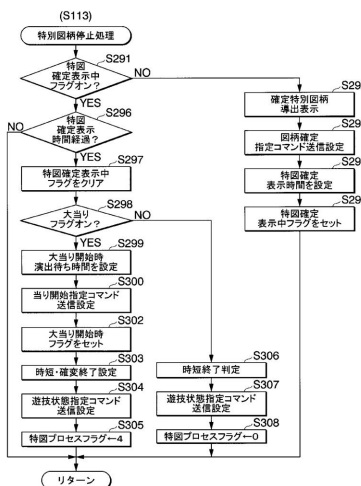 (S113)
特別図柄停止処理
S291
特図
確定表示中
フラグオン?
NO
YES
S29
確定特別図柄
導出表示
S29
図柄確定
指定コマンド送信設定
S29
特図確定
表示時間を設定
S29
特図確定
表示中フラグをセット
S296
特図
確定表示
時間経過?
NO
YES
S297
特図確定表示中
フラグをクリア
S298
大当り
フラグオン?
NO
YES
S299
大当り開始時
演出待ち時間を設定
S300
当り開始指定コマンド
送信設定
S302
大当り開始時
フラグをセット
S303
時短・確変終了設定
S304
遊技状態指定コマンド
送信設定
S305
特図プロセスフラグ←4
S306
時短終了判定
S307
遊技状態指定コマンド
送信設定
S308
特図プロセスフラグ←0
リターン